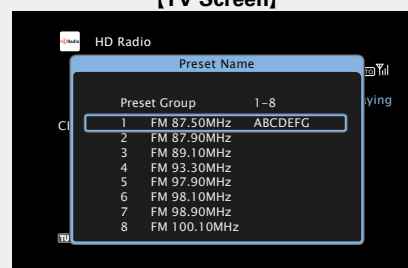 【TV Screen】
HD Radio
Preset Name
Preset Group 1-8
1 FM 87.50MHz ABCDEFG
2 FM 87.90MHz
3 FM 89.10MHz
4 FM 93.30MHz
5 FM 97.90MHz
6 FM 98.10MHz
7 FM 98.90MHz
8 FM 100.10MHz